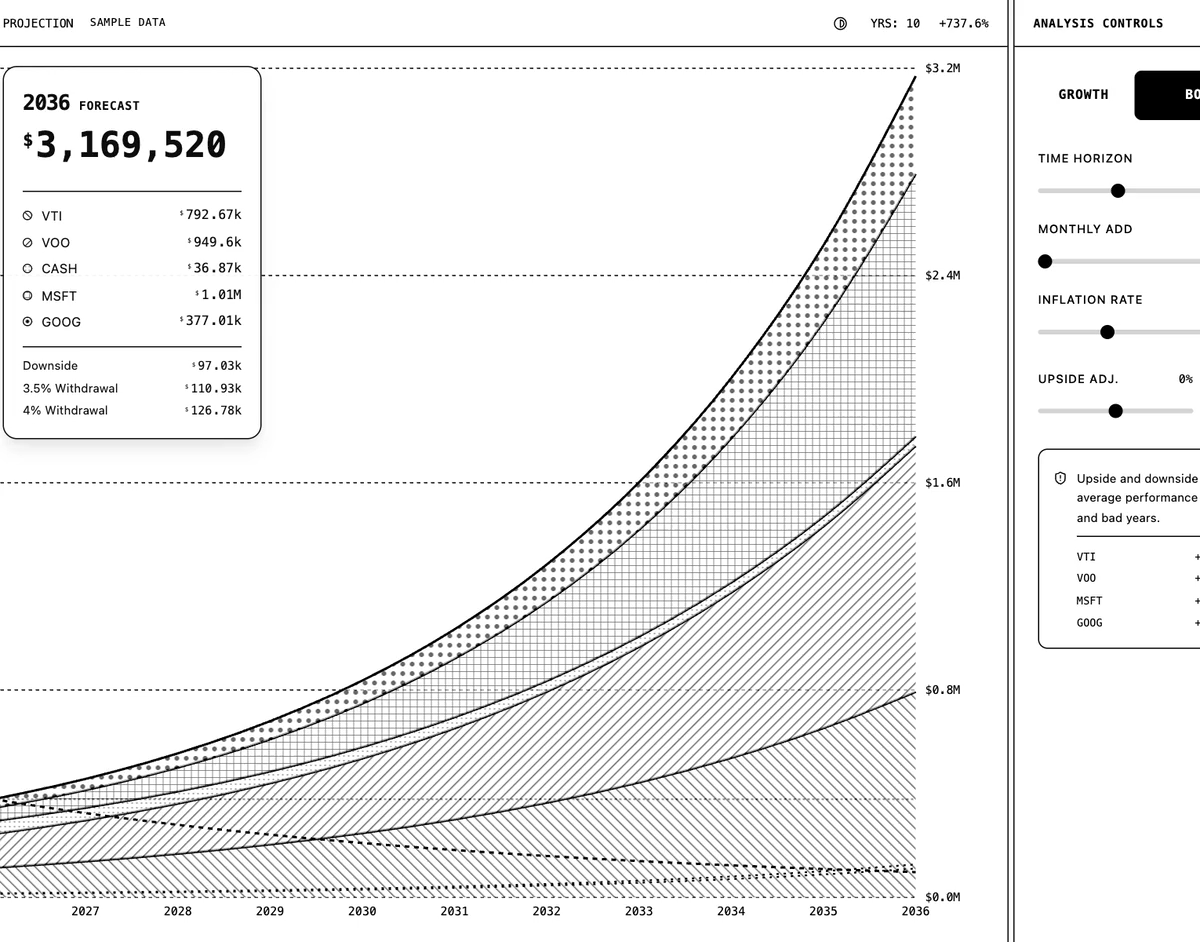 PROJECTION SAMPLE DATA YRS: 10 +737.6%
2036 FORECAST
$3,169,520
VTI $792.67k
VOO $949.6k
CASH $36.87k
MSFT $1.01M
GOOG $377.01k
Downside $97.03k
3.5% Withdrawal $110.93k
4% Withdrawal $126.78k
$3.2M
$2.4M
$1.6M
$0.8M
$0.0M
2027 2028 2029 2030 2031 2032 2033 2034 2035 2036
ANALYSIS CONTROLS
GROWTH BO
TIME HORIZON
MONTHLY ADD
INFLATION RATE
UPSIDE ADJ. 0%
Upside and downside
average performance
and bad years.
VTI +
VOO +
MSFT +
GOOG +